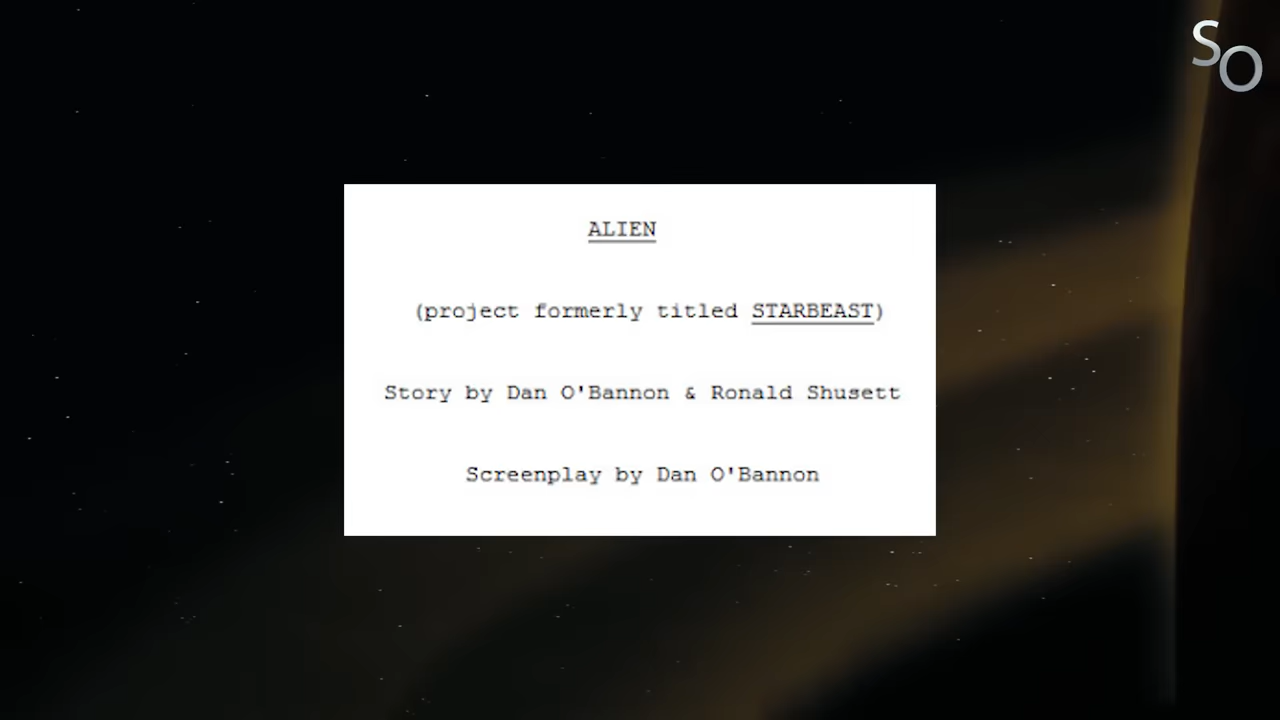 SO
ALIEN
(project formerly titled STARBEAST)
Story by Dan O'Bannon & Ronald Shusett
Screenplay by Dan O'Bannon